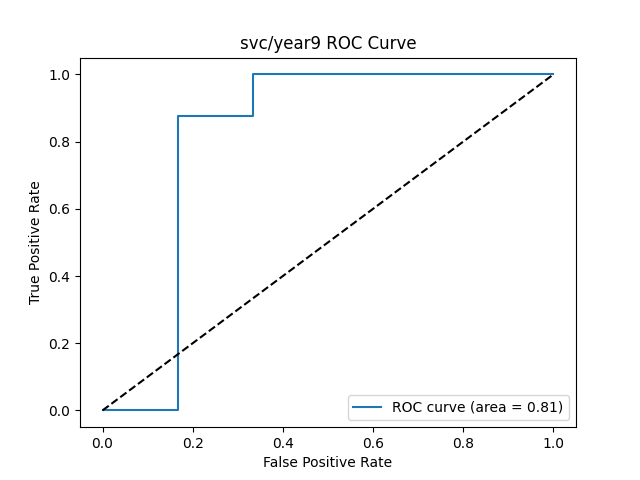 svc/year9 ROC Curve
1.0
0.8
0.6
0.4
0.2
0.0
True Positive Rate
ROC curve (area = 0.81)
0.0 0.2 0.4 0.6 0.8 1.0
False Positive Rate